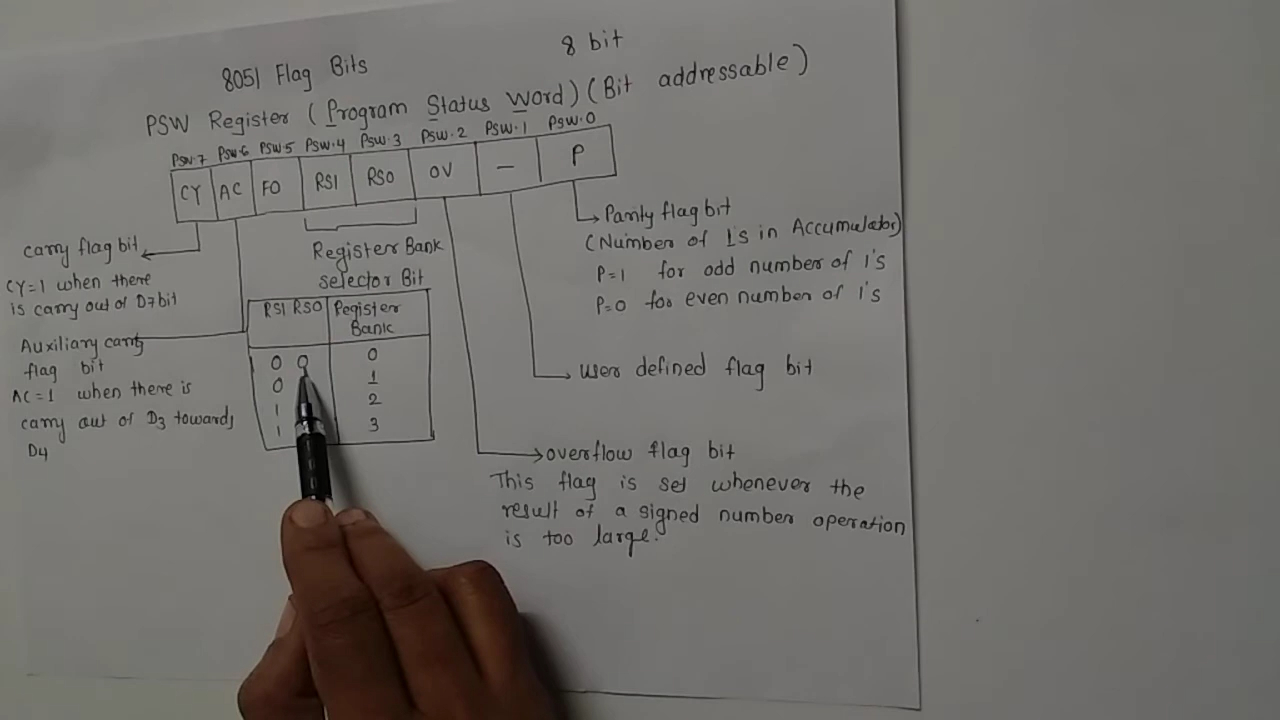 8051 Flag Bits
8 bit
PSW Register (Program Status Word) (Bit addressable)
PSW.7 PSW.6 PSW.5 PSW.4 PSW.3 PSW.2 PSW.1 PSW.0
CY AC FO RS1 RS0 OV — P
carry flag bit
CY=1 when there
is carry out of D7 bit
Auxiliary carry
flag bit
AC=1 when there is
carry out of D3 towards
D4
Register Bank
selector Bit
RS1 RS0 Register
Bank
0 0 0
0 1
1 2
1 3
Parity flag bit
(Number of 1's in Accumulator)
P=1 for odd number of 1's
P=0 for even number of 1's
User defined flag bit
overflow flag bit
This flag is set whenever the
result of a signed number operation
is too large.